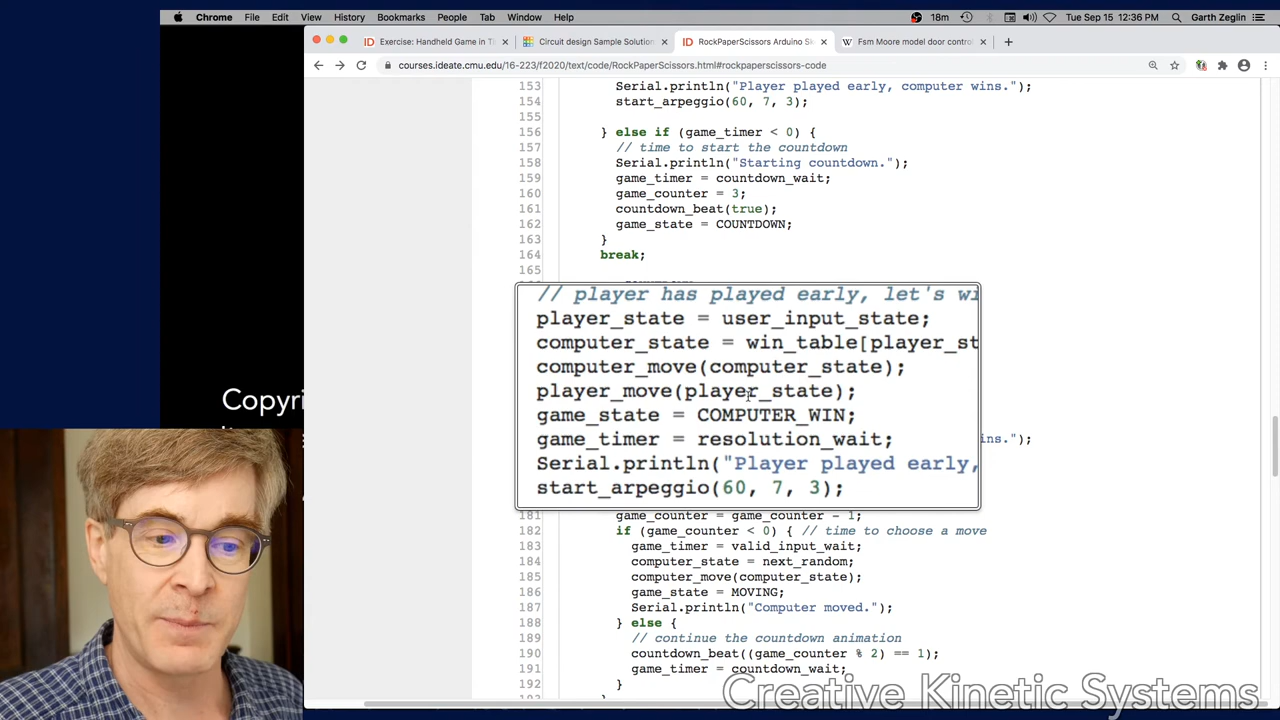 Chrome File Edit View History Bookmarks People Tab Window Help 18m Tue Sep 15 12:36 PM Garth Zeglin
Exercise: Handheld Game in Ti Circuit design Sample Solution RockPaperScissors Arduino Sk Fsm Moore model door contro
courses.ideate.cmu.edu/16-223/f2020/text/code/RockPaperScissors.html#rockpaperscissors-code
153 Serial.println("Player played early, computer wins.");
154 start_arpeggio(60, 7, 3);
155
156 } else if (game_timer < 0) {
157 // time to start the countdown
158 Serial.println("Starting countdown.");
159 game_timer = countdown_wait;
160 game_counter = 3;
161 countdown_beat(true);
162 game_state = COUNTDOWN;
163 }
164 break;
165
// player has played early, let's wi
player_state = user_input_state;
computer_state = win_table[player_st
computer_move(computer_state);
player_move(player_state);
game_state = COMPUTER_WIN;
game_timer = resolution_wait;
ins.");
Serial.println("Player played early,
start_arpeggio(60, 7, 3);
181 game_counter = game_counter - 1;
182 if (game_counter < 0) { // time to choose a move
183 game_timer = valid_input_wait;
184 computer_state = next_random;
185 computer_move(computer_state);
186 game_state = MOVING;
187 Serial.println("Computer moved.");
188 } else {
189 // continue the countdown animation
190 countdown_beat((game_counter % 2) == 1);
191 game_timer = countdown_wait;
192 }
Copyri
Creative Kinetic Systems